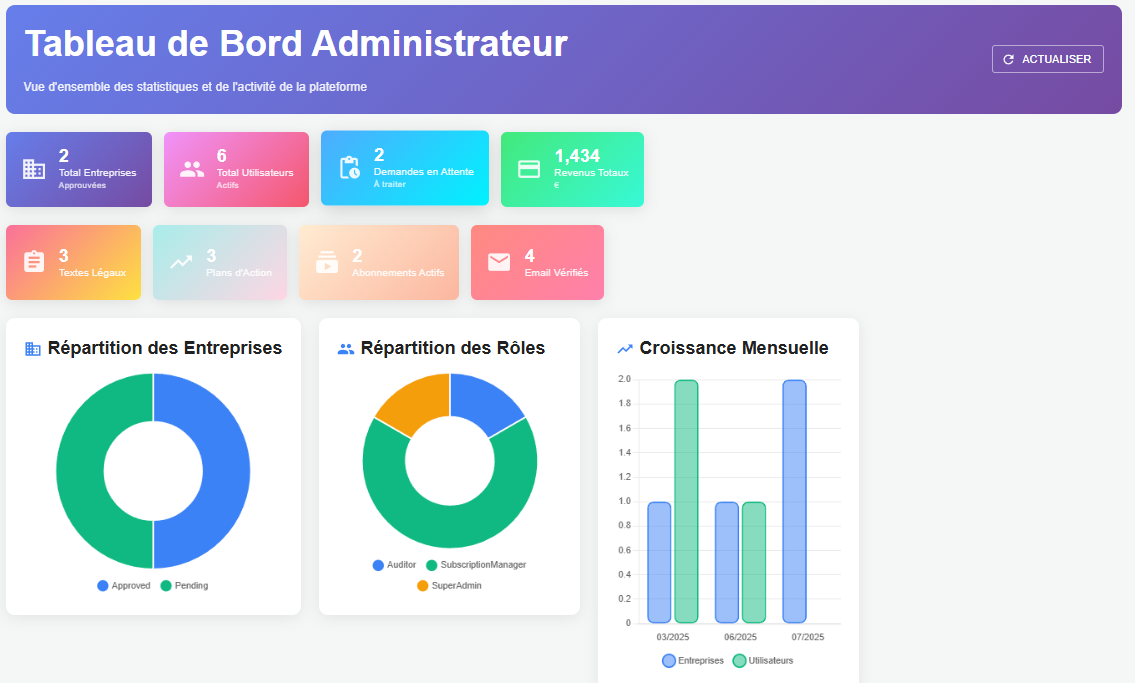 Tableau de Bord Administrateur
Vue d'ensemble des statistiques et de l'activité de la plateforme
ACTUALISER
2
Total Entreprises
Approuvées
6
Total Utilisateurs
Actifs
2
Demandes en Attente
À traiter
1,434
Revenus Totaux
€
3
Textes Légaux
3
Plans d'Action
2
Abonnements Actifs
4
Email Vérifiés
Répartition des Entreprises
Approved
Pending
Répartition des Rôles
Auditor
SubscriptionManager
SuperAdmin
Croissance Mensuelle
2.0
1.8
1.6
1.4
1.2
1.0
0.8
0.6
0.4
0.2
0
03/2025
06/2025
07/2025
Entreprises
Utilisateurs